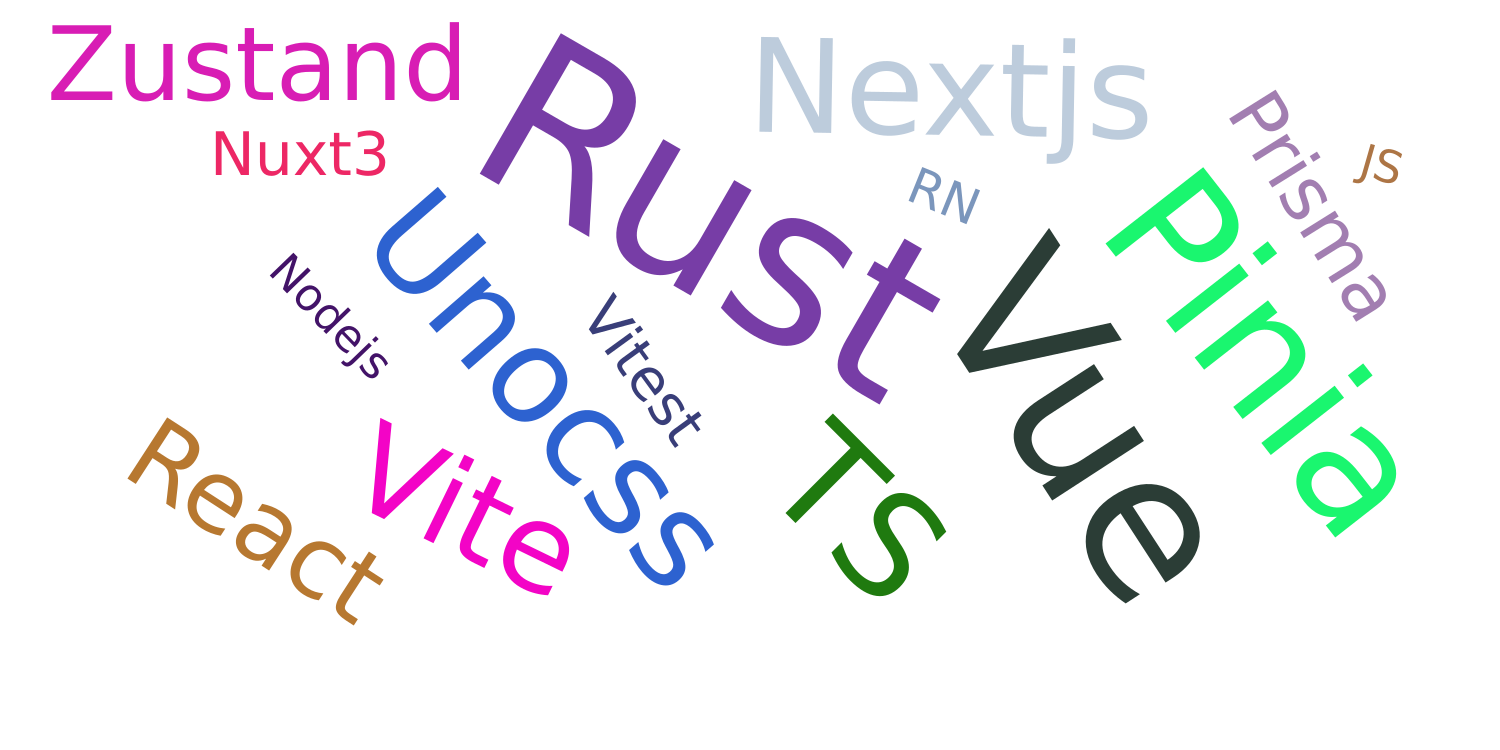 Zustand
Nuxt3
Rust
Nextjs
RN
Prisma
JS
Unocss
Nodejs
Vitest
Vue
Pinia
React
Vite
TS